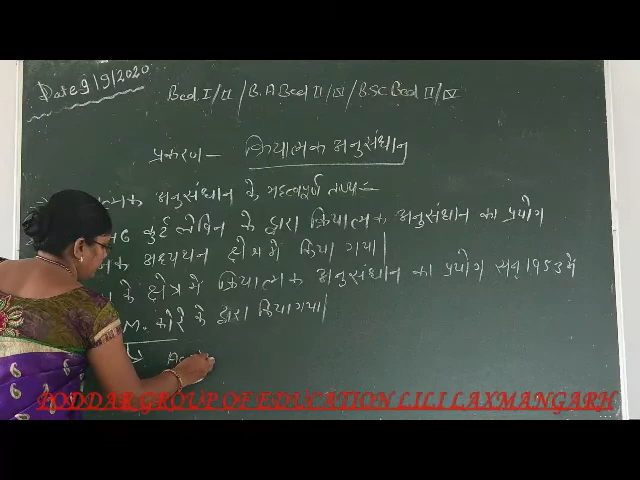 Date 9/9/2020
Bed I/II / B.A Bed II/IV / B.SC Bed II/IV
प्रकरण— क्रियात्मक अनुसंधान
अनुसंधान के महत्वपूर्ण तथ्य—
कुर्ट लेविन के द्वारा क्रियात्मक अनुसंधान का प्रयोग
अध्ययन क्षेत्र में किया गया।
के क्षेत्र में क्रियात्मक अनुसंधान का प्रयोग सन् 1953 में
M. कोरे के द्वारा किया गया।
PODDAR GROUP OF EDUCATION LILI LAXMANGARH